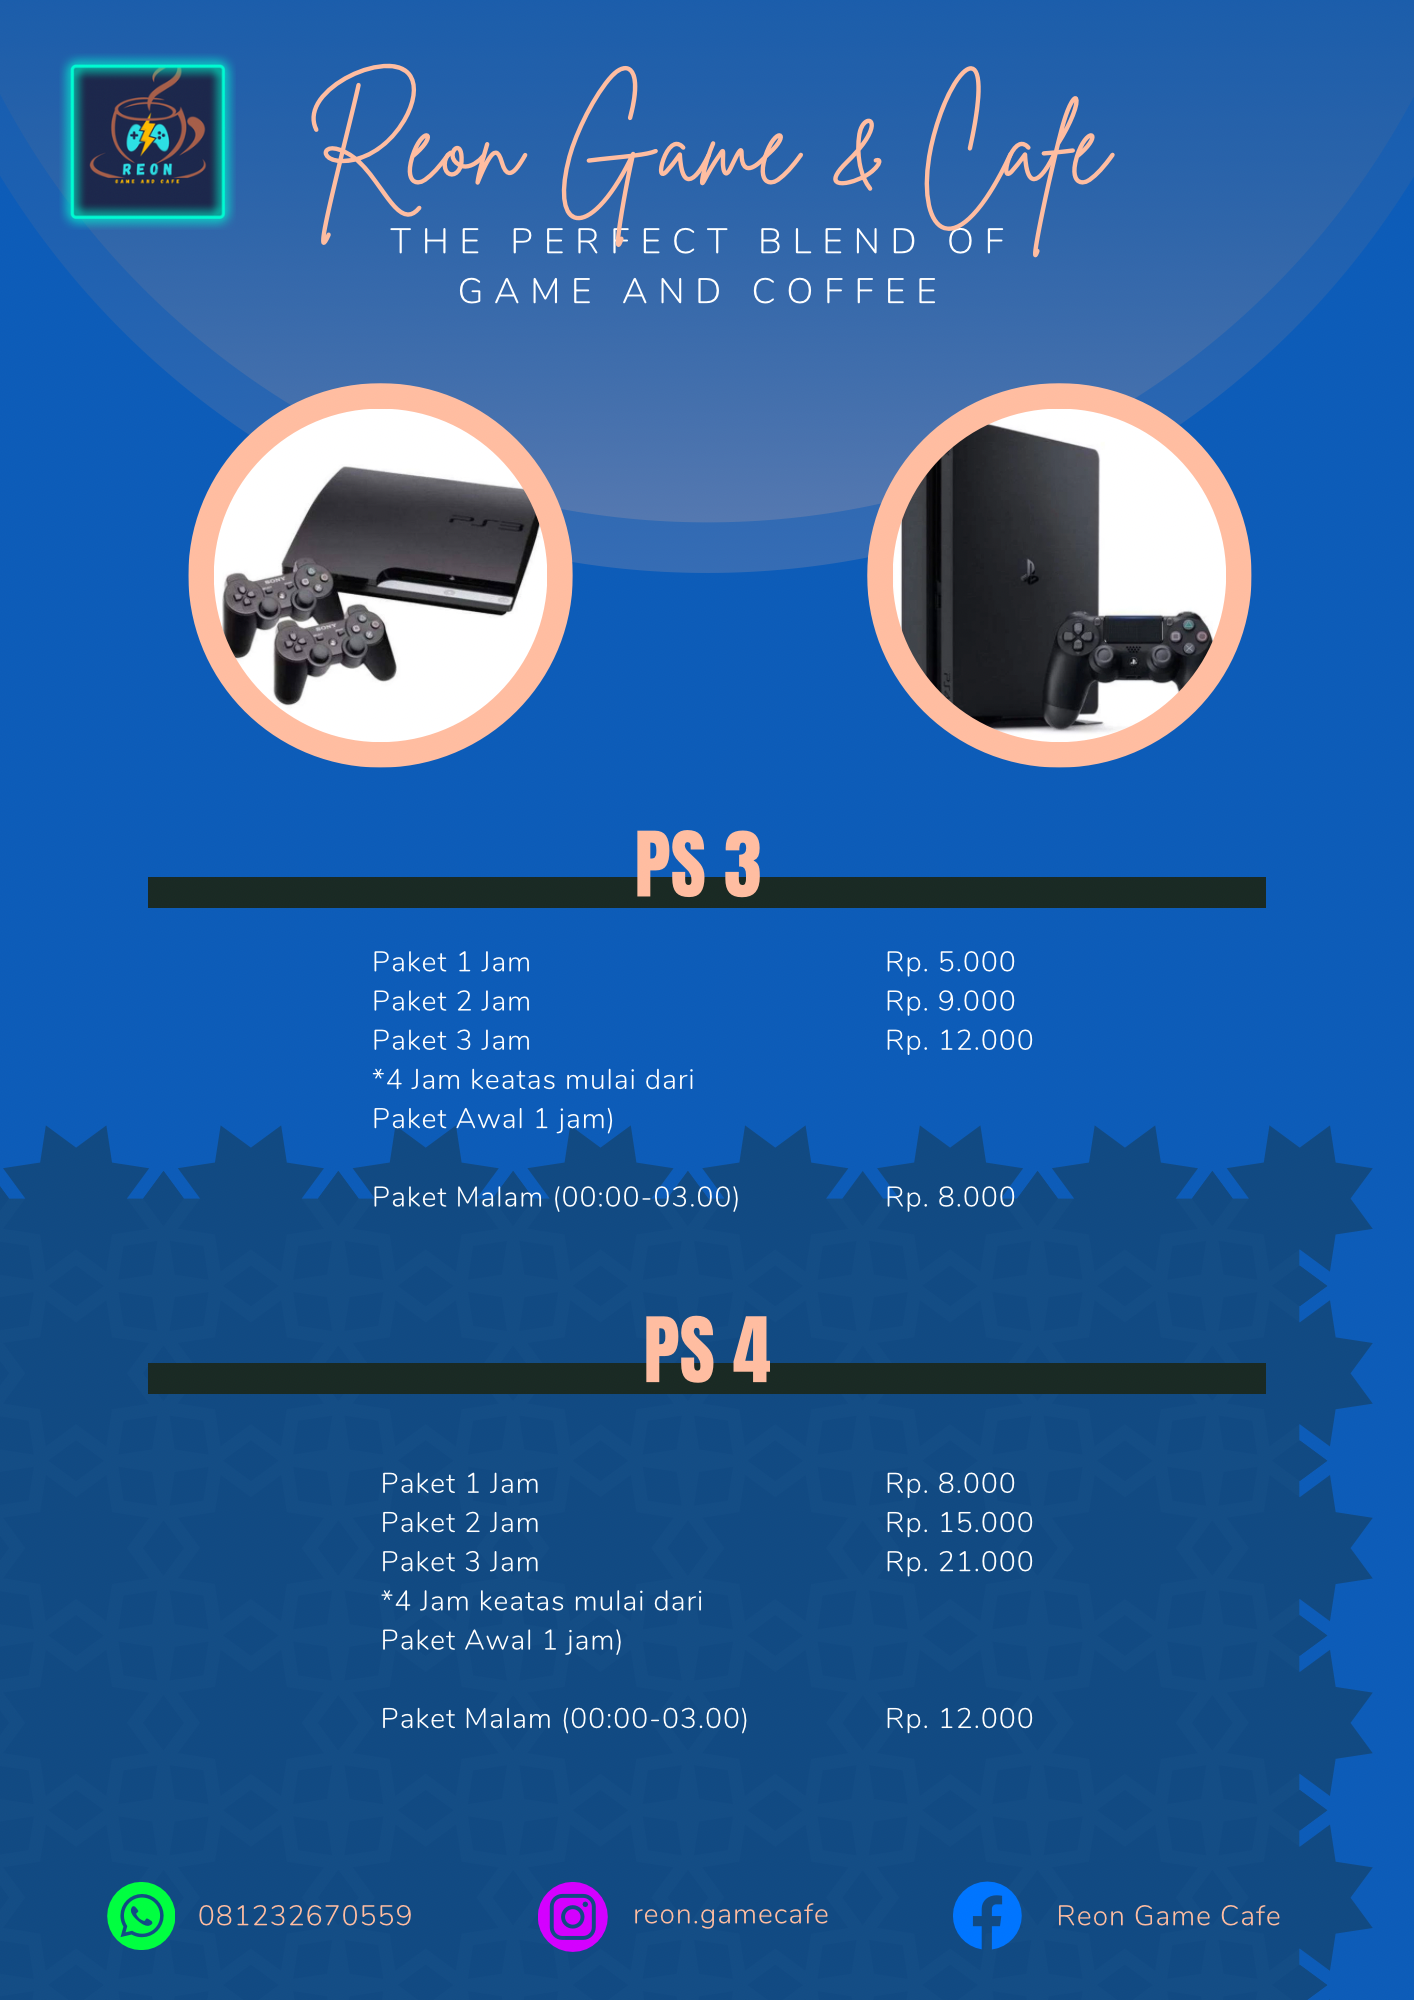 REON
GAME AND CAFE
Reon Game & Cafe
THE PERFECT BLEND OF
GAME AND COFFEE
PS3
SONY
SONY
PS 3
Paket 1 Jam Rp. 5.000
Paket 2 Jam Rp. 9.000
Paket 3 Jam Rp. 12.000
*4 Jam keatas mulai dari
Paket Awal 1 jam)
Paket Malam (00:00-03.00) Rp. 8.000
PS 4
Paket 1 Jam Rp. 8.000
Paket 2 Jam Rp. 15.000
Paket 3 Jam Rp. 21.000
*4 Jam keatas mulai dari
Paket Awal 1 jam)
Paket Malam (00:00-03.00) Rp. 12.000
081232670559
reon.gamecafe
Reon Game Cafe